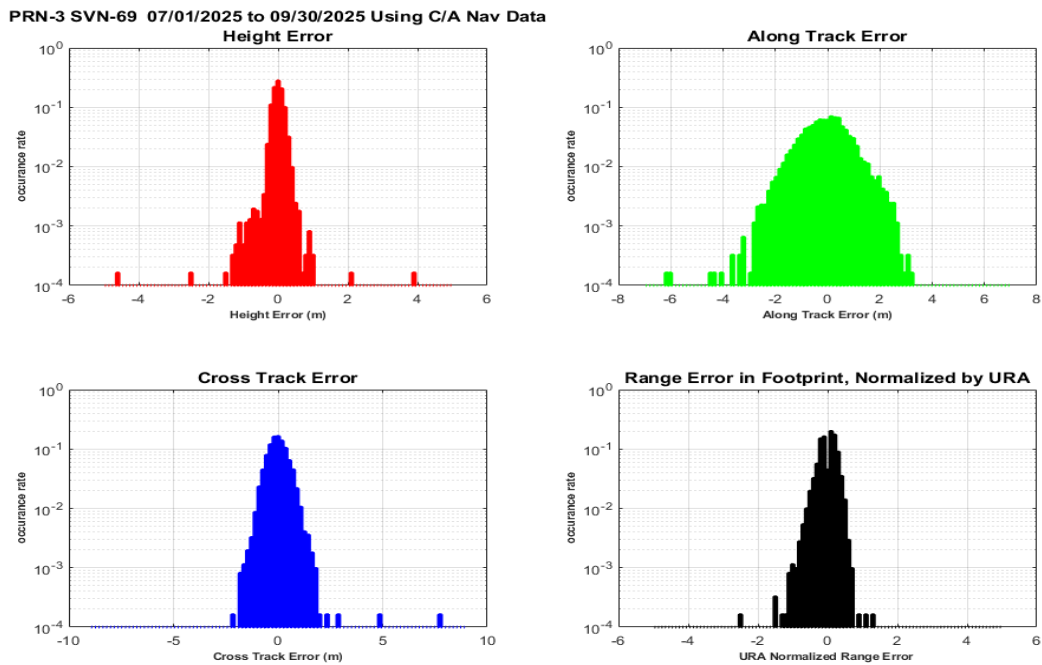 PRN-3 SVN-69  07/01/2025 to 09/30/2025 Using C/A Nav Data
Height Error
10^0
10^-1
10^-2
10^-3
10^-4
occurance rate
-6 -4 -2 0 2 4 6
Height Error (m)
Along Track Error
10^0
10^-1
10^-2
10^-3
10^-4
occurance rate
-8 -6 -4 -2 0 2 4 6 8
Along Track Error (m)
Cross Track Error
10^0
10^-1
10^-2
10^-3
10^-4
occurance rate
-10 -5 0 5 10
Cross Track Error (m)
Range Error in Footprint, Normalized by URA
10^0
10^-1
10^-2
10^-3
10^-4
occurance rate
-6 -4 -2 0 2 4 6
URA Normalized Range Error